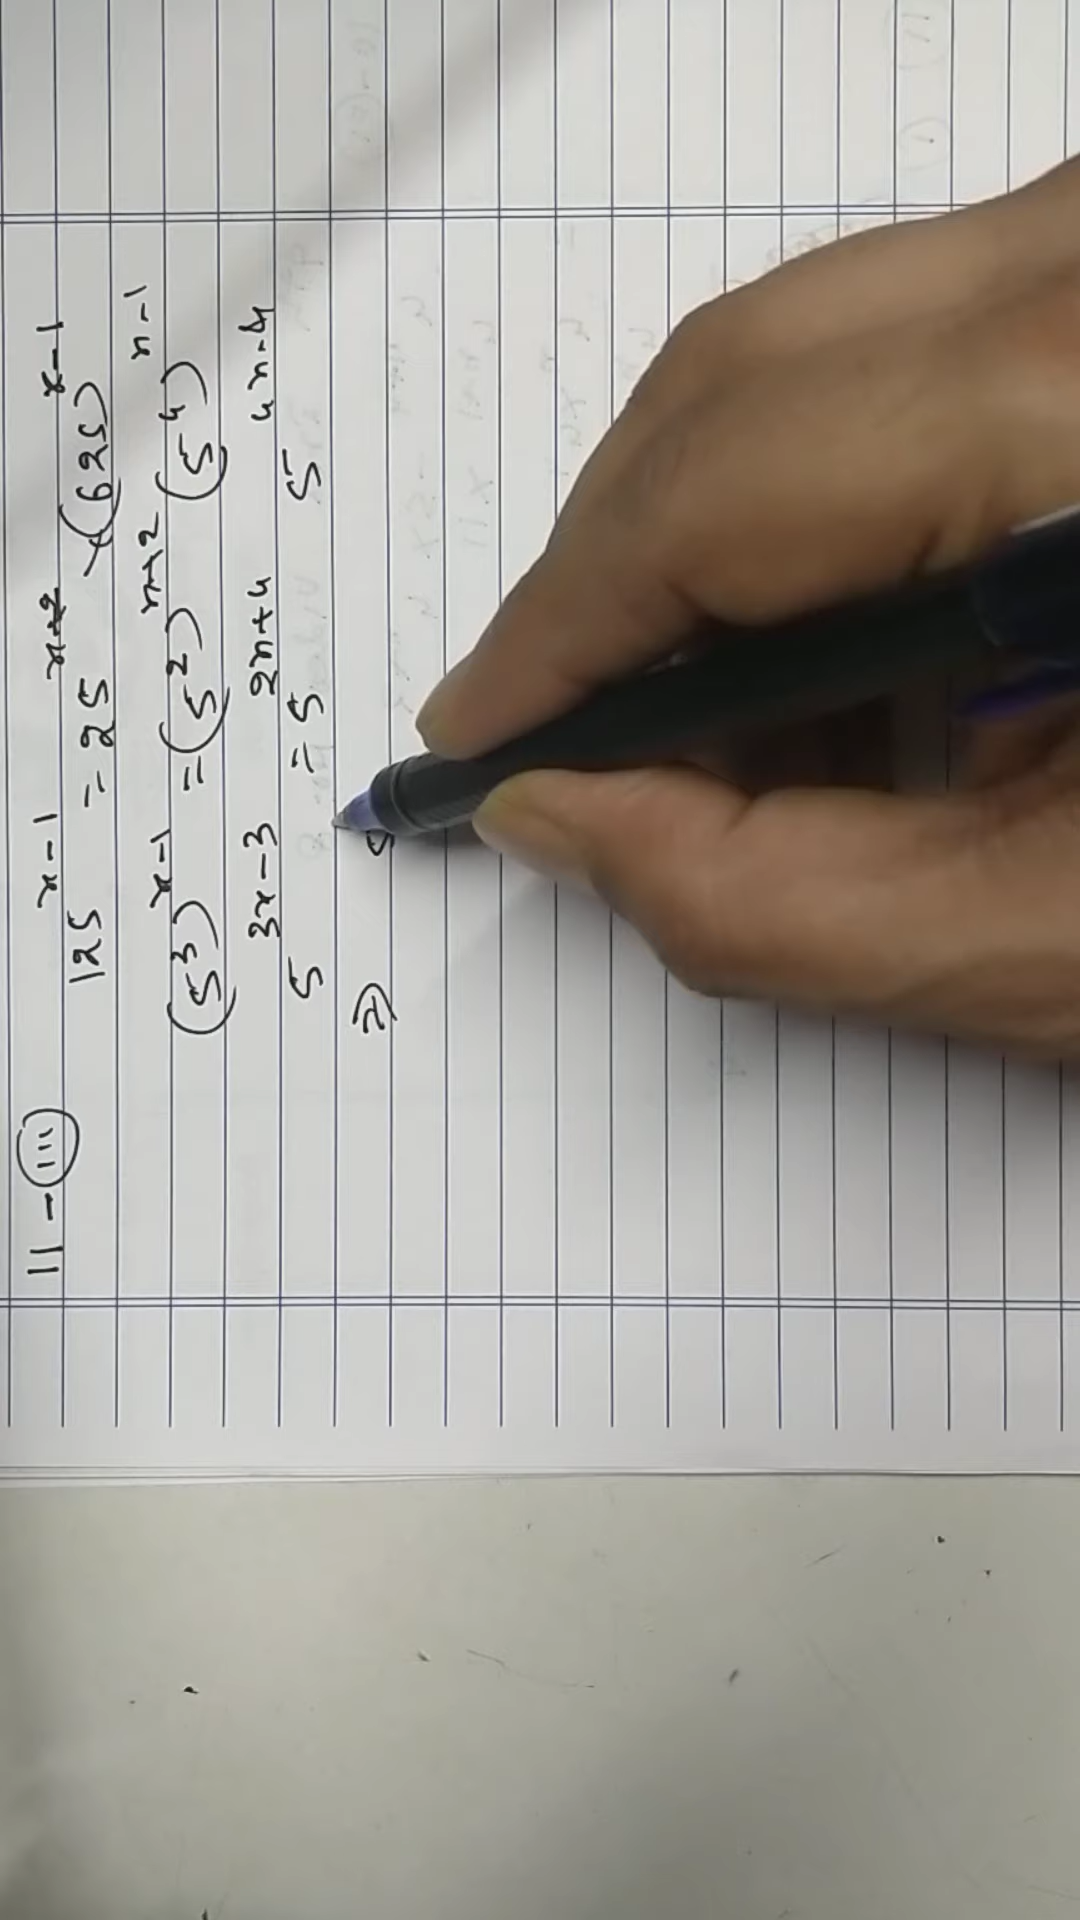 11-(iii) 125^{x-1} = 25^{x+2} × (625)^{x-1}
(5^3)^{x-1} = (5^2)^{x+2} (5^4)^{x-1}
5^{3x-3} = 5^{2x+4} 5^{4x-4}
⇒ 5